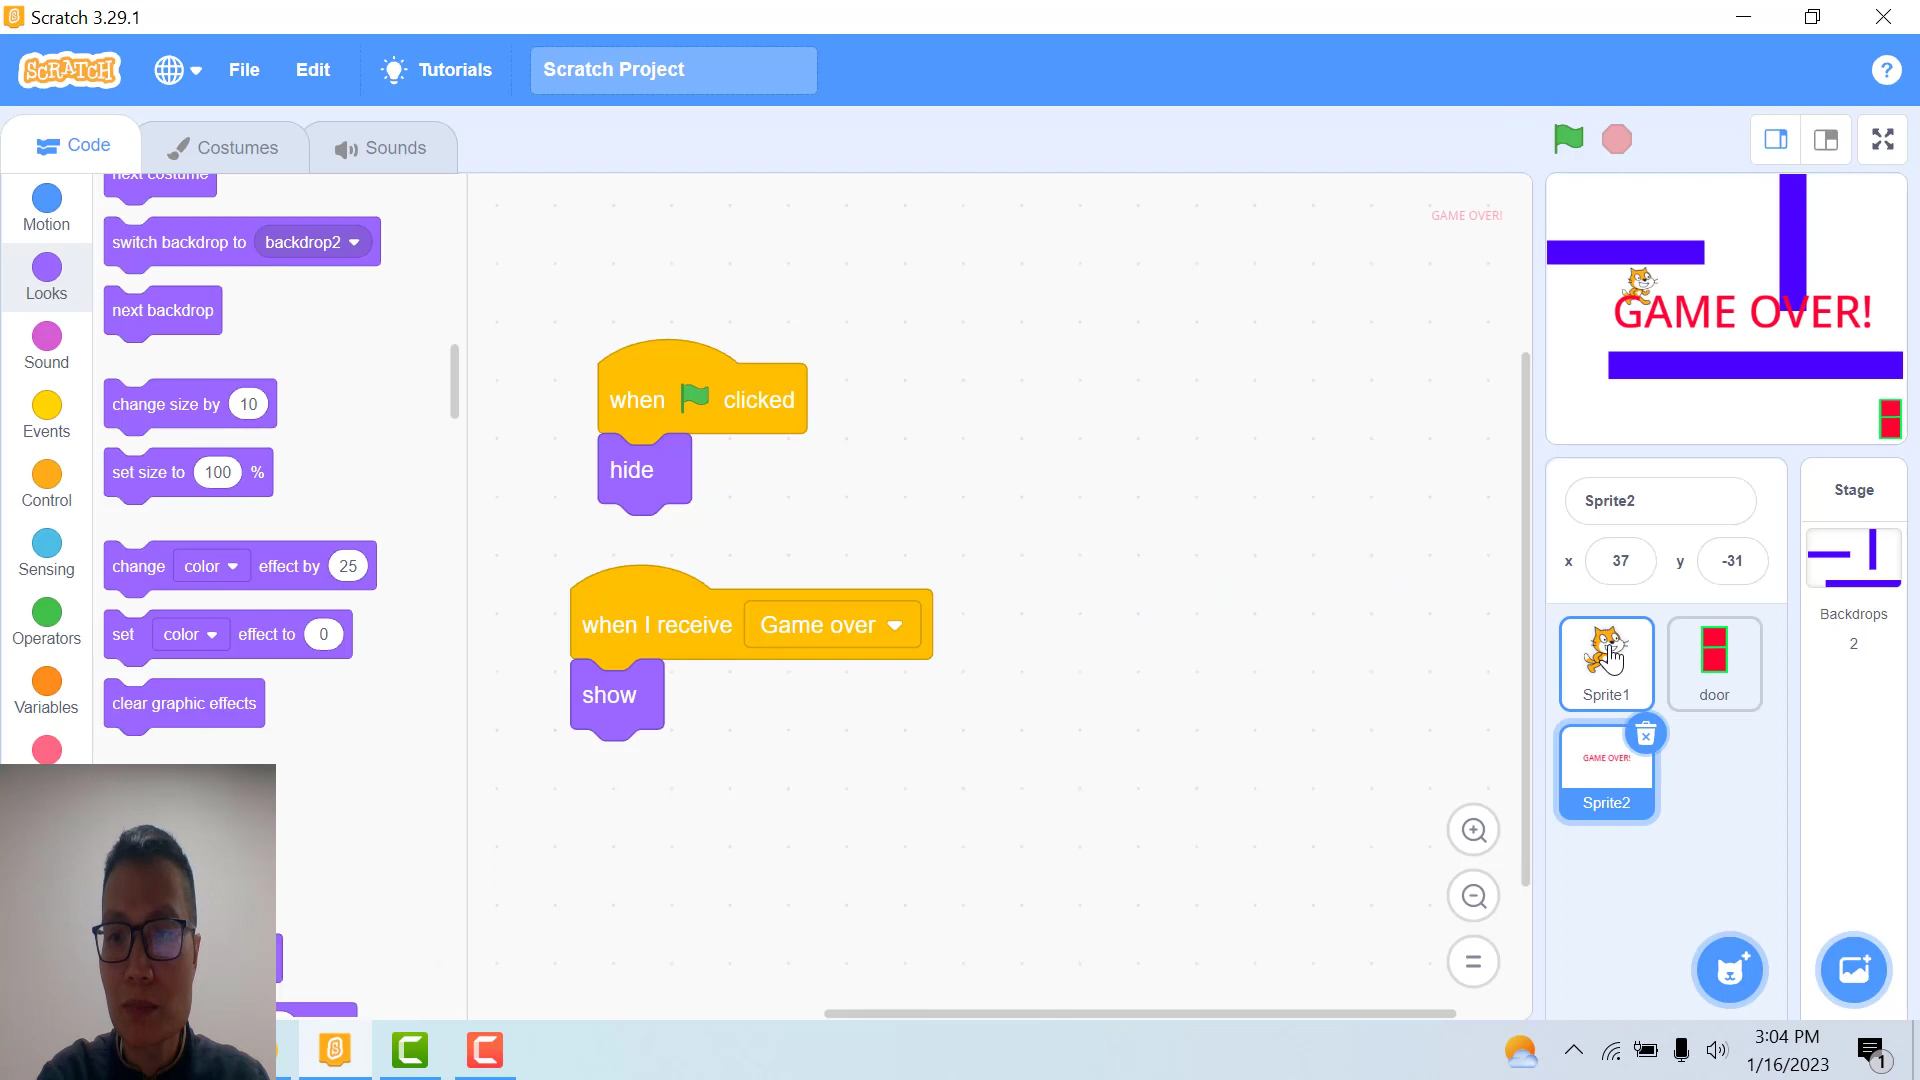 Scratch 3.29.1
SCRATCH
File
Edit
Tutorials
Scratch Project
?
Code
Costumes
Sounds
Motion
Looks
Sound
Events
Control
Sensing
Operators
Variables
next costume
switch backdrop to backdrop2
next backdrop
change size by 10
set size to 100 %
change color effect by 25
set color effect to 0
clear graphic effects
GAME OVER!
when clicked
hide
when I receive Game over
show
GAME OVER!
Sprite2
x 37 y -31
Sprite1
door
GAME OVER!
Sprite2
Stage
Backdrops
2
3:04 PM
1/16/2023
1